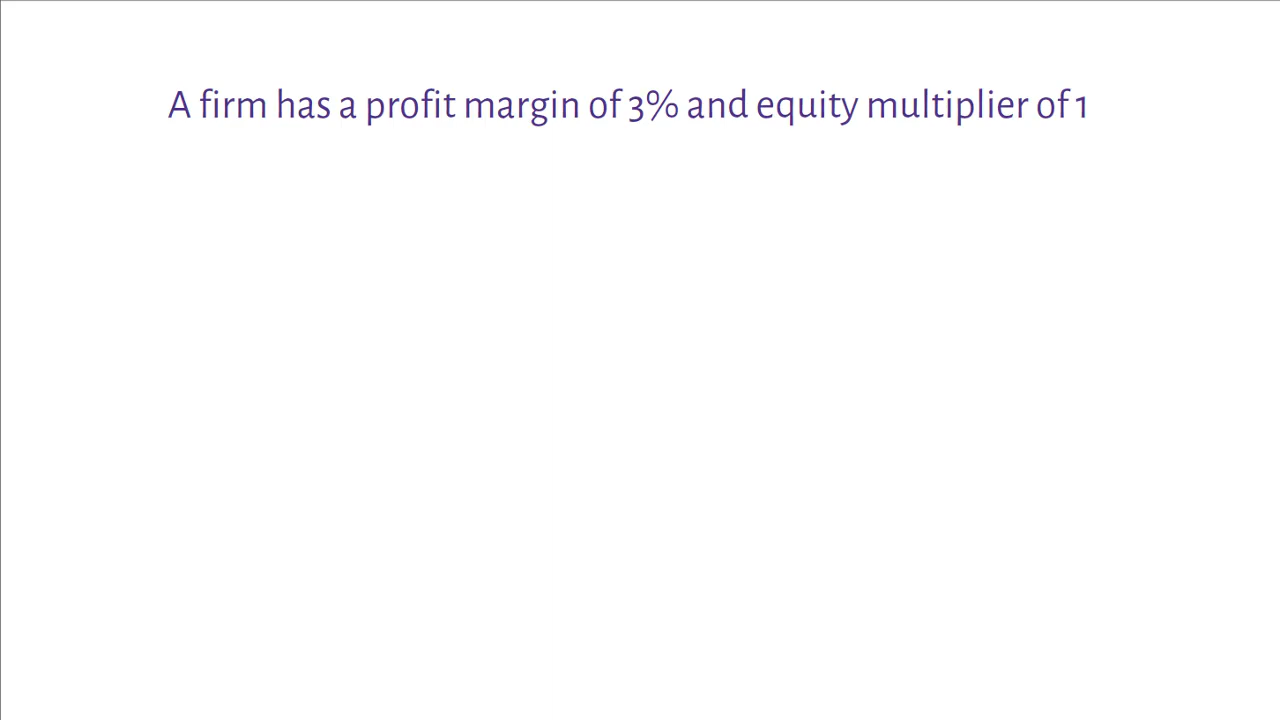 A firm has a profit margin of 3% and equity multiplier of 1